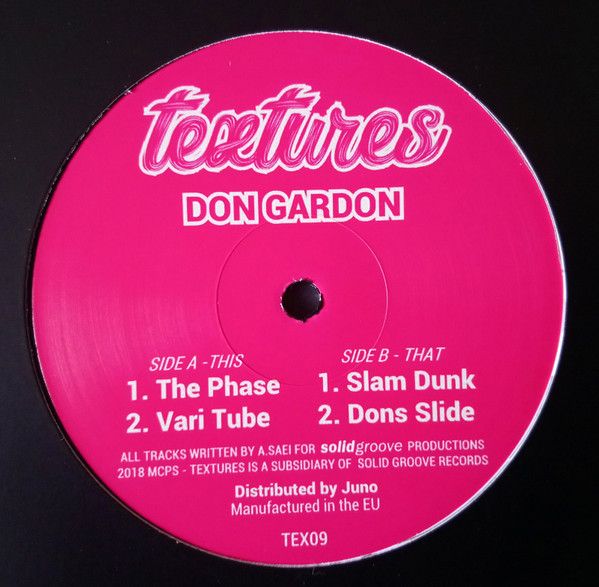 textures
DON GARDON
SIDE A - THIS
1. The Phase
2. Vari Tube
SIDE B - THAT
1. Slam Dunk
2. Dons Slide
ALL TRACKS WRITTEN BY A.SAEI FOR solidgroove PRODUCTIONS
2018 MCPS - TEXTURES IS A SUBSIDIARY OF SOLID GROOVE RECORDS
Distributed by Juno
Manufactured in the EU
TEX09